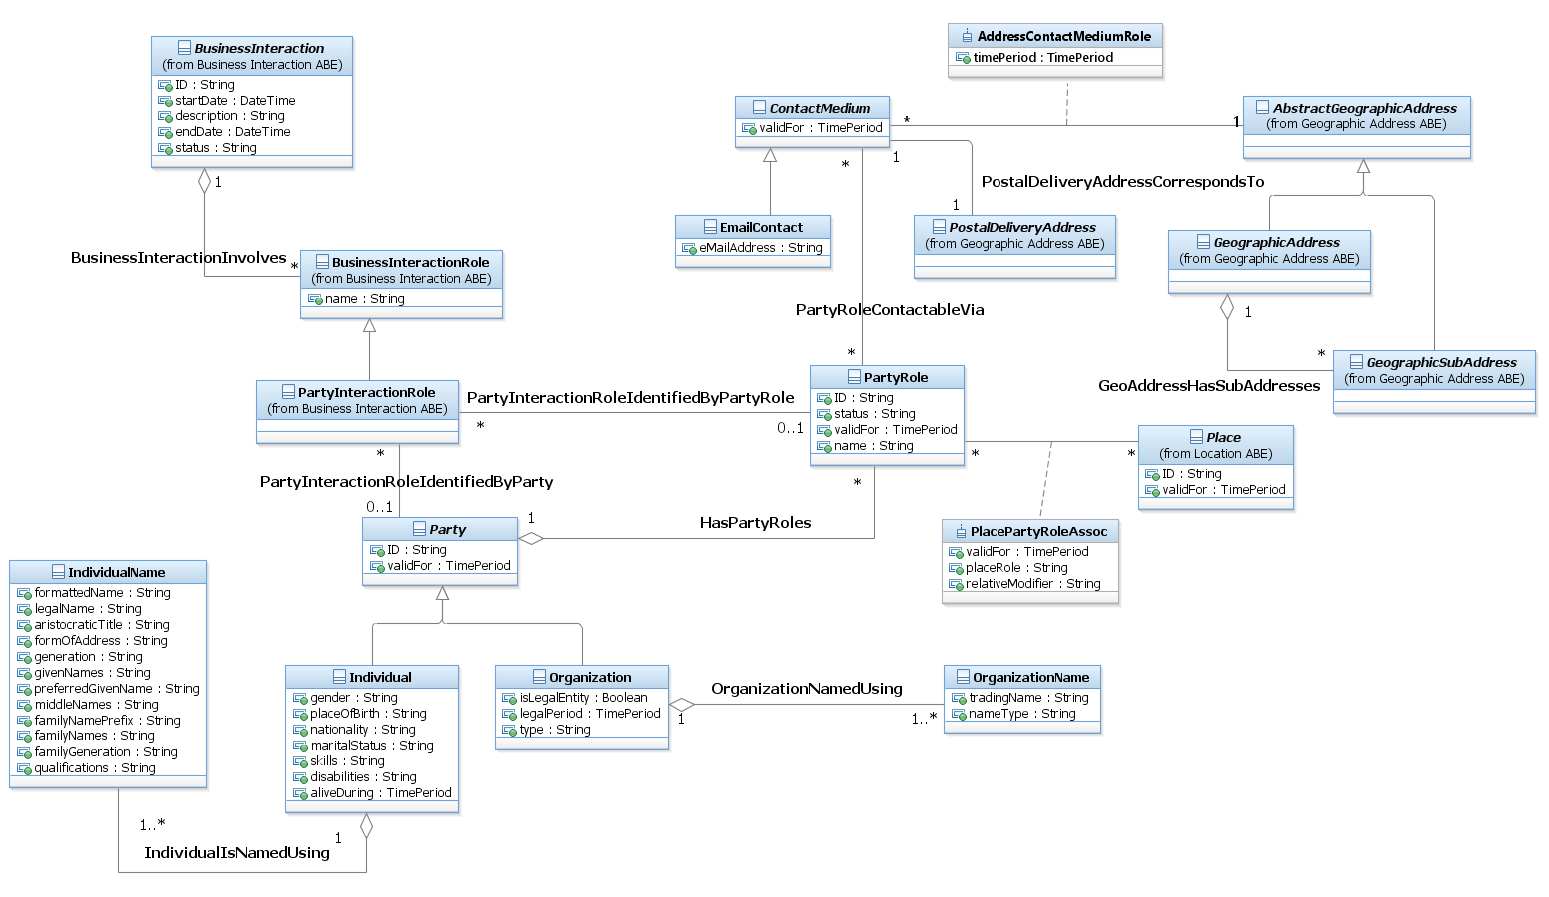 BusinessInteraction
(from Business Interaction ABE)
ID : String
startDate : DateTime
description : String
endDate : DateTime
status : String
1
BusinessInteractionInvolves
*
BusinessInteractionRole
(from Business Interaction ABE)
name : String
PartyInteractionRole
(from Business Interaction ABE)
PartyInteractionRoleIdentifiedByPartyRole
*
0..1
*
PartyInteractionRoleIdentifiedByParty
0..1
Party
ID : String
validFor : TimePeriod
1
HasPartyRoles
*
AddressContactMediumRole
timePeriod : TimePeriod
ContactMedium
validFor : TimePeriod
*
1
AbstractGeographicAddress
(from Geographic Address ABE)
*
1
PostalDeliveryAddressCorrespondsTo
1
EmailContact
eMailAddress : String
PostalDeliveryAddress
(from Geographic Address ABE)
GeographicAddress
(from Geographic Address ABE)
PartyRoleContactableVia
1
*
*
GeographicSubAddress
(from Geographic Address ABE)
GeoAddressHasSubAddresses
PartyRole
ID : String
status : String
validFor : TimePeriod
name : String
*
*
Place
(from Location ABE)
ID : String
validFor : TimePeriod
PlacePartyRoleAssoc
validFor : TimePeriod
placeRole : String
relativeModifier : String
IndividualName
formattedName : String
legalName : String
aristocraticTitle : String
formOfAddress : String
generation : String
givenNames : String
preferredGivenName : String
middleNames : String
familyNamePrefix : String
familyNames : String
familyGeneration : String
qualifications : String
1..*
1
IndividualIsNamedUsing
Individual
gender : String
placeOfBirth : String
nationality : String
maritalStatus : String
skills : String
disabilities : String
aliveDuring : TimePeriod
Organization
isLegalEntity : Boolean
legalPeriod : TimePeriod
type : String
OrganizationNamedUsing
1
1..*
OrganizationName
tradingName : String
nameType : String